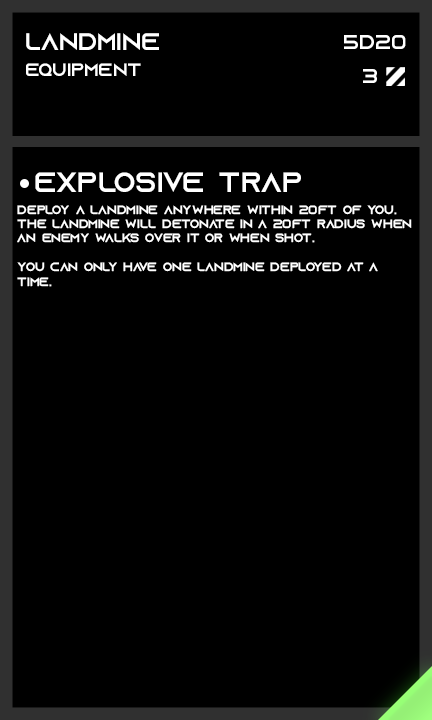 LANDMINE
5D20
EQUIPMENT
3
•EXPLOSIVE TRAP
DEPLOY A LANDMINE ANYWHERE WITHIN 20FT OF YOU.
THE LANDMINE WILL DETONATE IN A 20FT RADIUS WHEN
AN ENEMY WALKS OVER IT OR WHEN SHOT.
YOU CAN ONLY HAVE ONE LANDMINE DEPLOYED AT A
TIME.